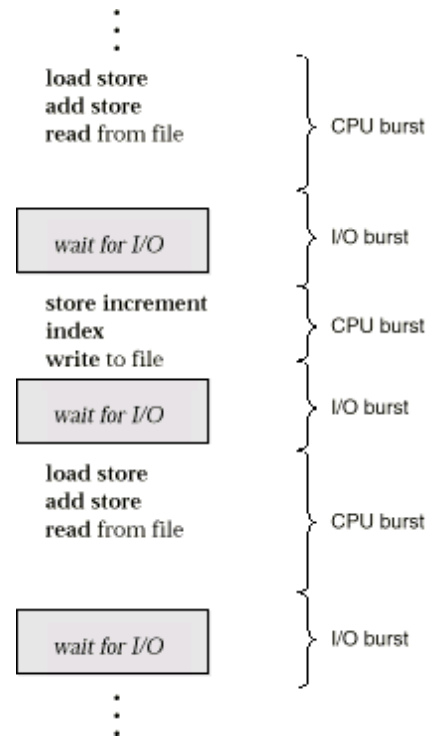 load store
add store
read from file
CPU burst
wait for I/O
I/O burst
store increment
index
write to file
CPU burst
wait for I/O
I/O burst
load store
add store
read from file
CPU burst
wait for I/O
I/O burst